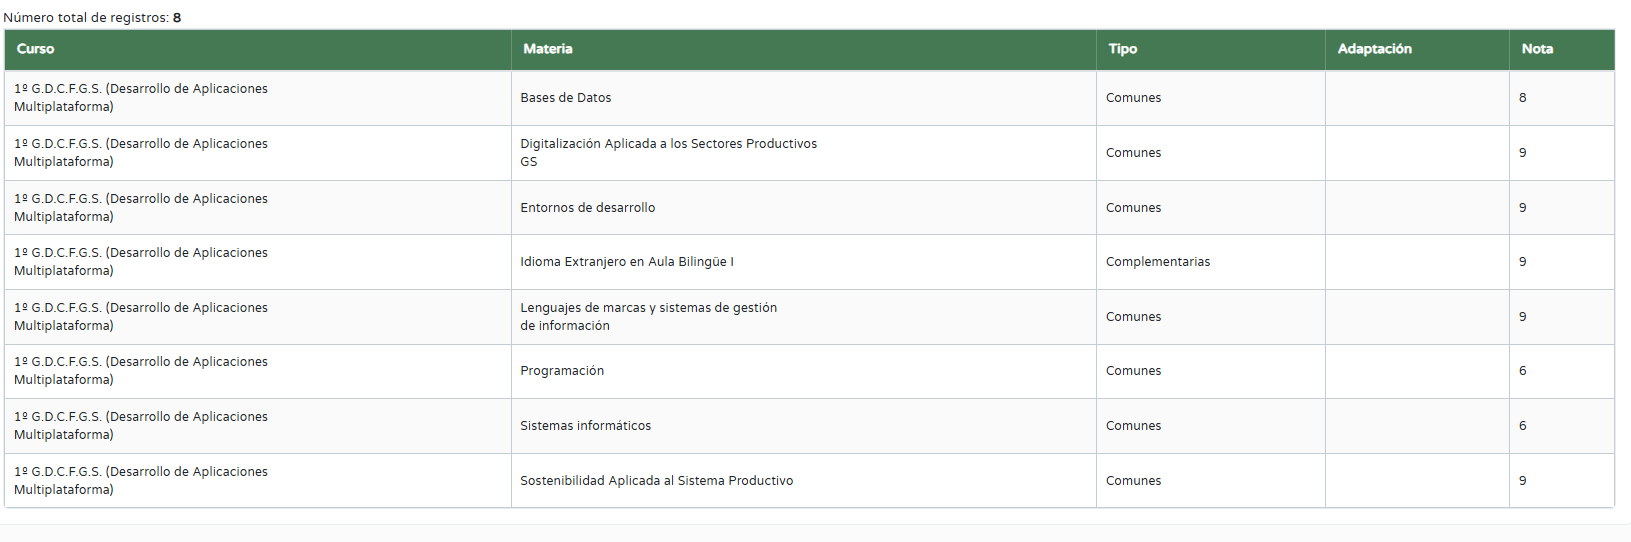 Número total de registros: 8
Curso Materia Tipo Adaptación Nota
1º G.D.C.F.G.S. (Desarrollo de Aplicaciones
Multiplataforma)
Bases de Datos Comunes 8
1º G.D.C.F.G.S. (Desarrollo de Aplicaciones
Multiplataforma)
Digitalización Aplicada a los Sectores Productivos
GS
Comunes 9
1º G.D.C.F.G.S. (Desarrollo de Aplicaciones
Multiplataforma)
Entornos de desarrollo Comunes 9
1º G.D.C.F.G.S. (Desarrollo de Aplicaciones
Multiplataforma)
Idioma Extranjero en Aula Bilingüe I Complementarias 9
1º G.D.C.F.G.S. (Desarrollo de Aplicaciones
Multiplataforma)
Lenguajes de marcas y sistemas de gestión
de información
Comunes 9
1º G.D.C.F.G.S. (Desarrollo de Aplicaciones
Multiplataforma)
Programación Comunes 6
1º G.D.C.F.G.S. (Desarrollo de Aplicaciones
Multiplataforma)
Sistemas informáticos Comunes 6
1º G.D.C.F.G.S. (Desarrollo de Aplicaciones
Multiplataforma)
Sostenibilidad Aplicada al Sistema Productivo Comunes 9